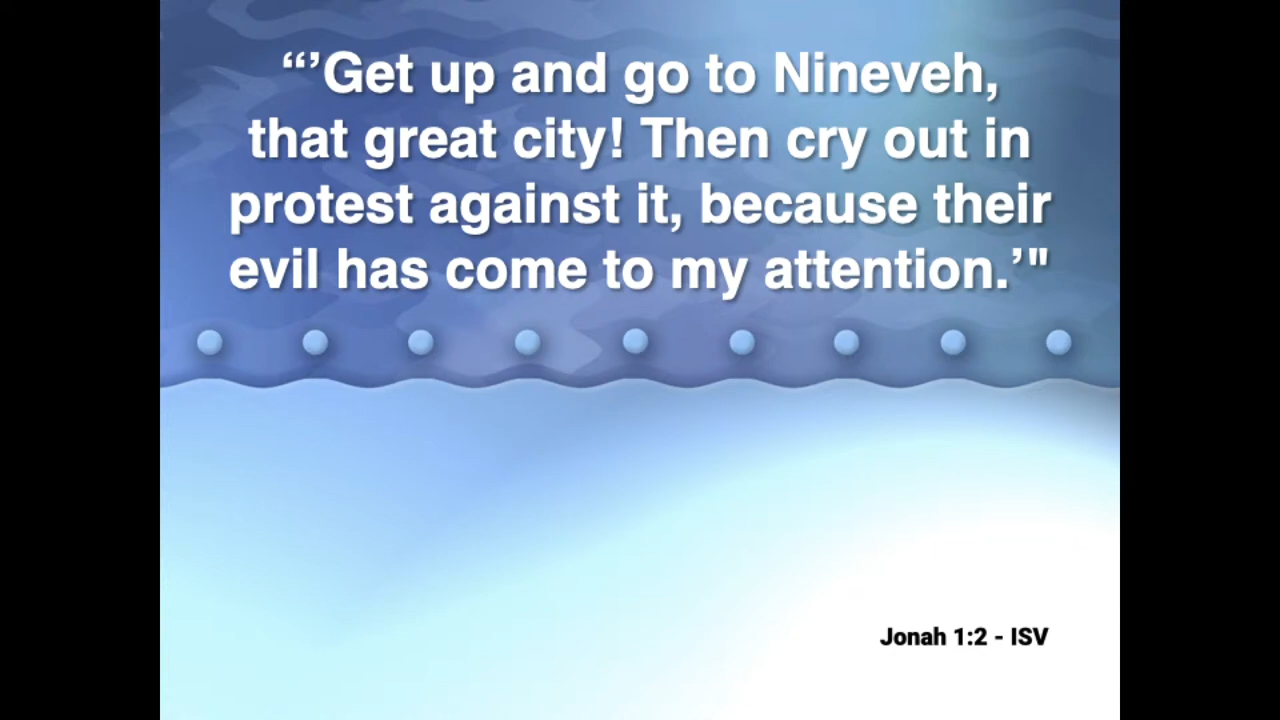 “’Get up and go to Nineveh,
that great city! Then cry out in
protest against it, because their
evil has come to my attention.’"
Jonah 1:2 - ISV